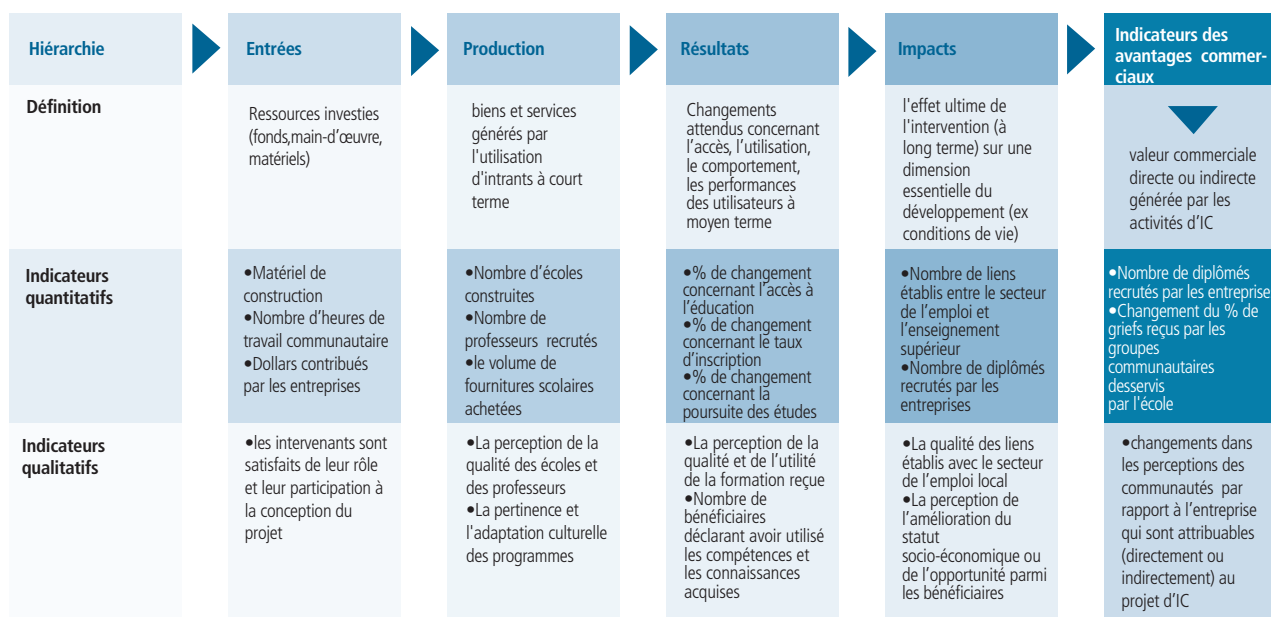 Hiérarchie
Entrées
Production
Résultats
Impacts
Indicateurs des
avantages commer-
ciaux
Définition
Ressources investies
(fonds,main-d’œuvre,
matériels)
biens et services
générés par
l'utilisation
d'intrants à court
terme
Changements
attendus concernant
l’accès, l’utilisation,
le comportement,
les performances
des utilisateurs à
moyen terme
l'effet ultime de
l'intervention (à
long terme) sur une
dimension
essentielle du
développement (ex
conditions de vie)
valeur commerciale
directe ou indirecte
générée par les
activités d’IC
Indicateurs
quantitatifs
•Matériel de
construction
•Nombre d’heures de
travail communautaire
•Dollars contribués
par les entreprises
•Nombre d’écoles
construites
•Nombre de
professeurs recrutés
•le volume de
fournitures scolaires
achetées
•% de changement
concernant l’accès à
l’éducation
•% de changement
concernant le taux
d’inscription
•% de changement
concernant la
poursuite des études
•Nombre de liens
établis entre le secteur
de l’emploi et
l’enseignement
supérieur
•Nombre de diplômés
recrutés par les
entreprises
•Nombre de diplômés
recrutés par les entreprise
•Changement du % de
griefs reçus par les
groupes
communautaires
desservis
par l'école
Indicateurs
qualitatifs
•les intervenants sont
satisfaits de leur rôle
et leur participation à
la conception du
projet
•La perception de la
qualité des écoles et
des professeurs
•La pertinence et
l'adaptation culturelle
des programmes
•La perception de la
qualité et de l’utilité
de la formation reçue
•Nombre de
bénéficiaires
déclarant avoir utilisé
les compétences et
les connaissances
acquises
•La qualité des liens
établis avec le secteur
de l’emploi local
•La perception de
l’amélioration du
statut
socio-économique ou
de l’opportunité parmi
les bénéficiaires
•changements dans
les perceptions des
communautés par
rapport à l’entreprise
qui sont attribuables
(directement ou
indirectement) au
projet d’IC